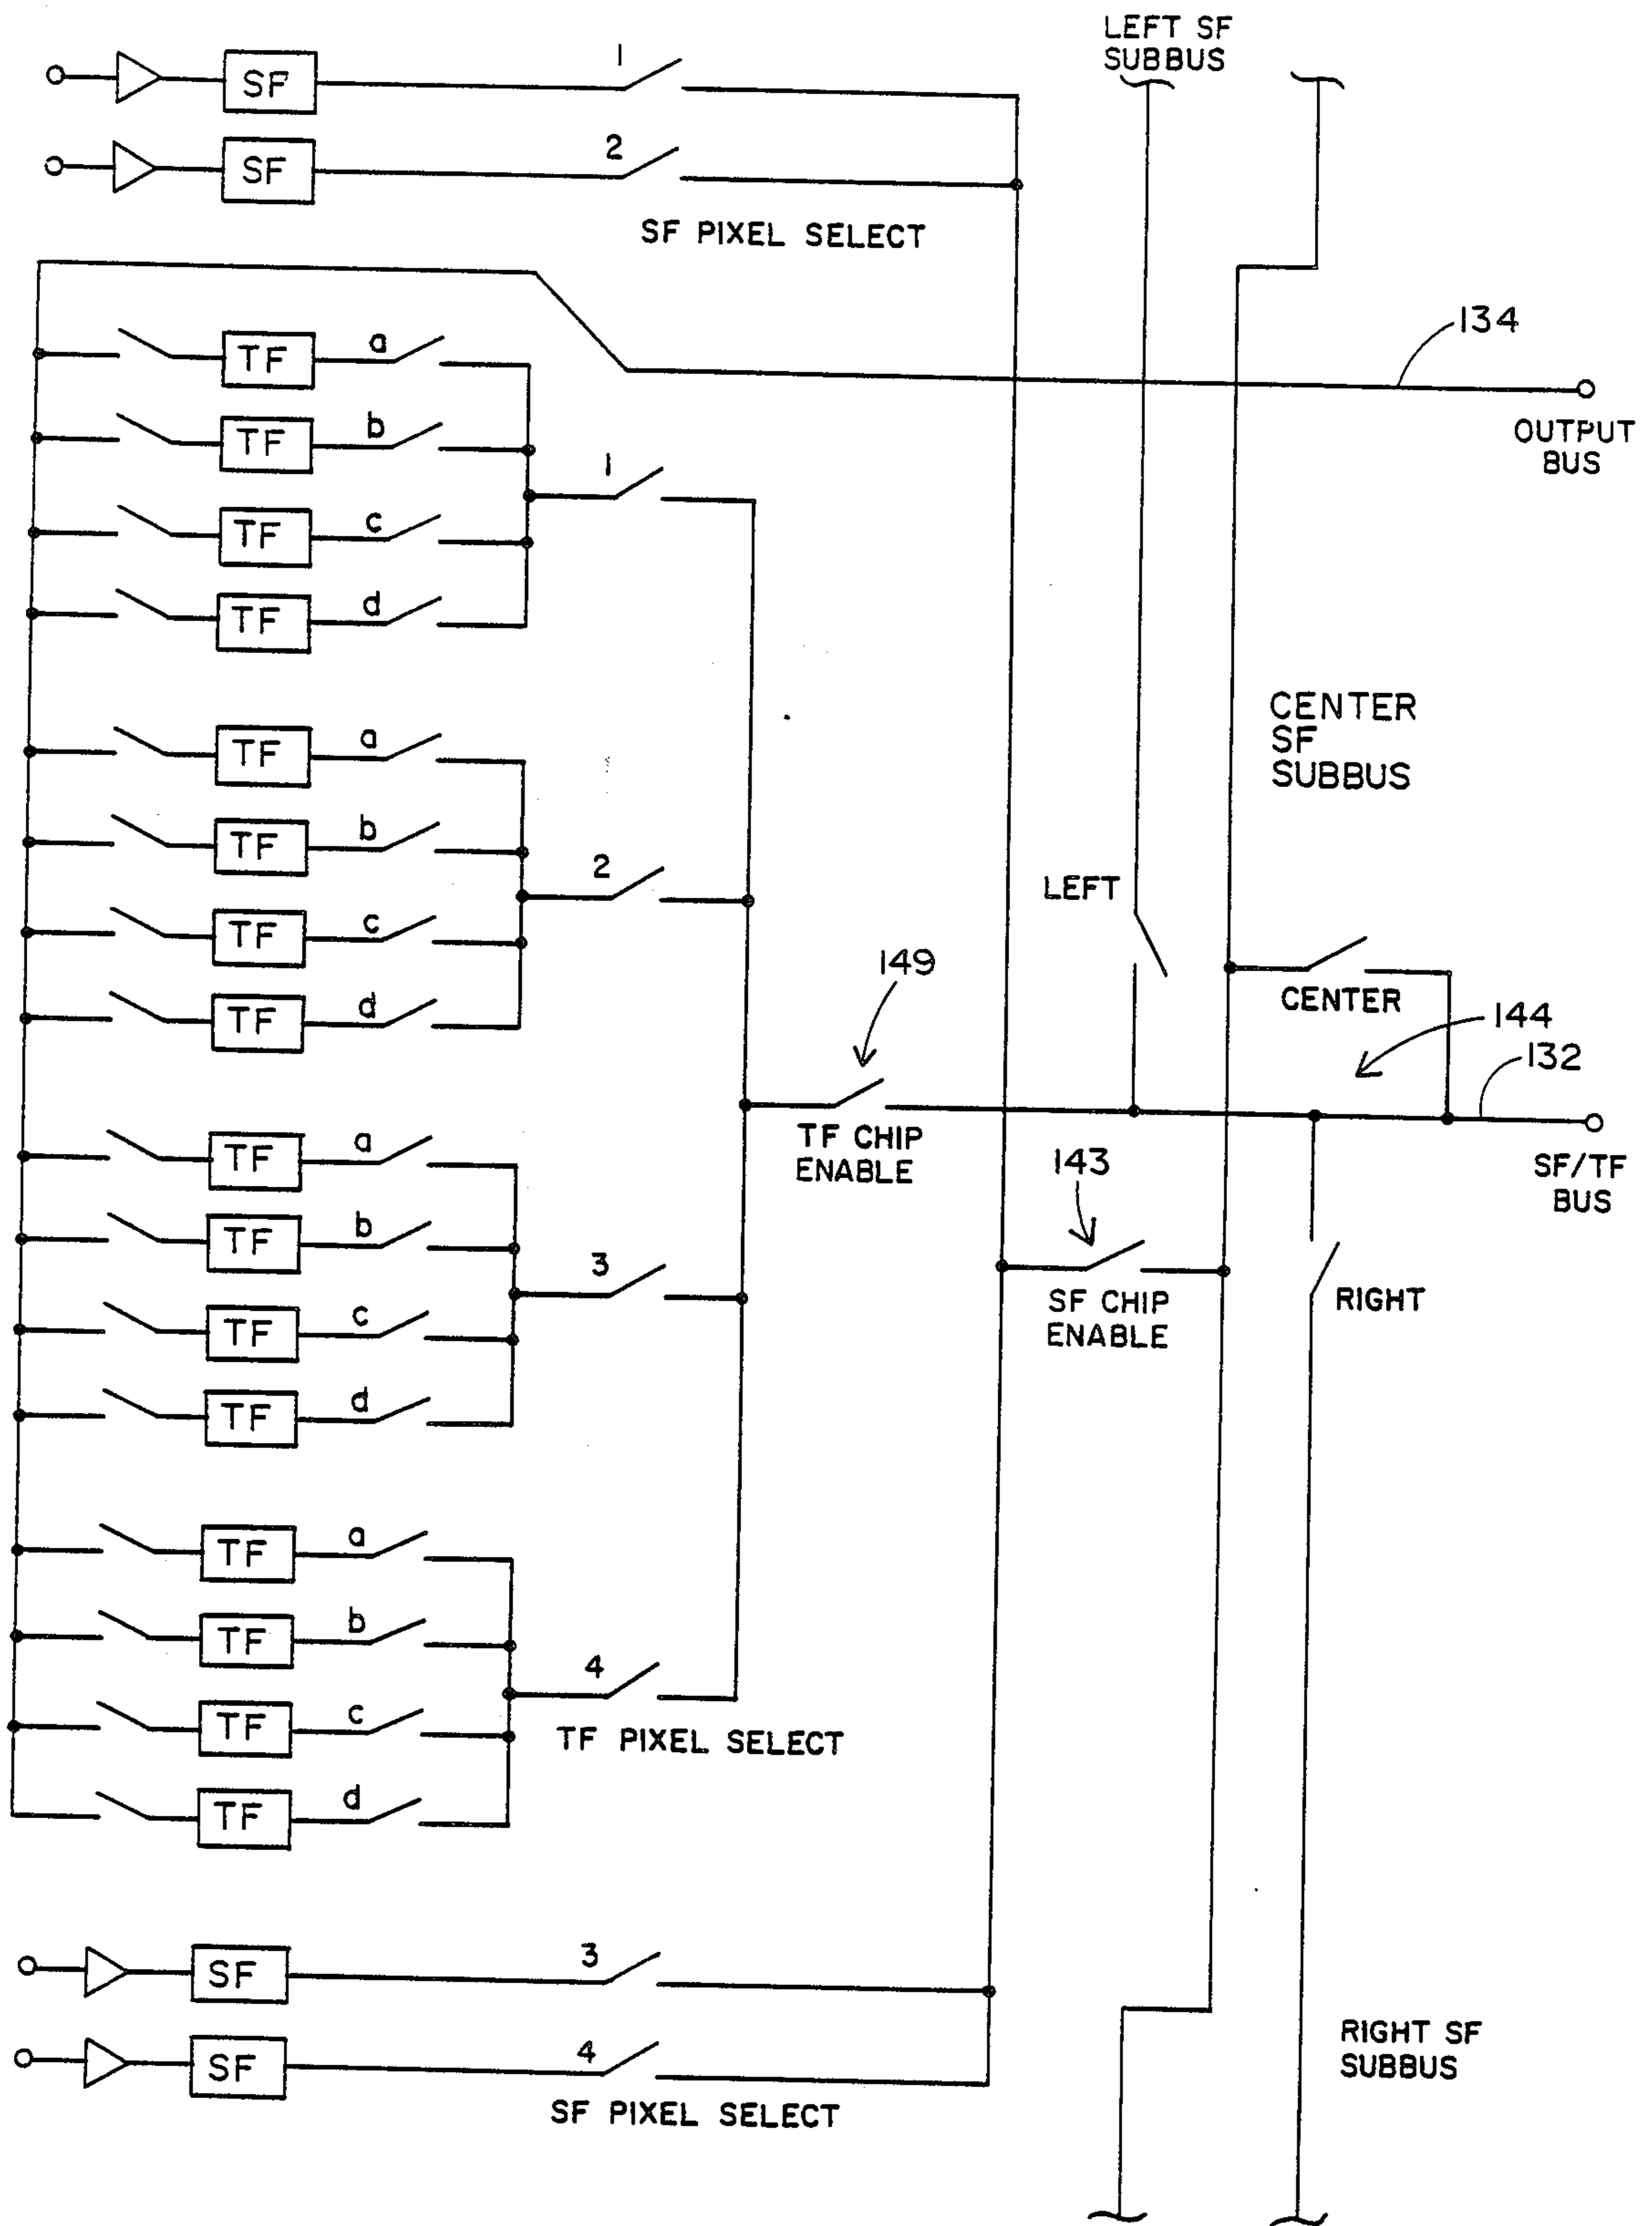 LEFT SF
SUBBUS
1
SF
2
SF
SF PIXEL SELECT
134
TF
a
OUTPUT
BUS
TF
b
1
TF
c
TF
d
CENTER
SF
SUBBUS
TF
a
TF
b
2
LEFT
TF
c
149
CENTER
TF
d
144
132
TF CHIP
ENABLE
TF
a
143
SF/TF
BUS
TF
b
3
SF CHIP
ENABLE
RIGHT
TF
c
TF
d
TF
a
TF
b
4
TF
c
TF PIXEL SELECT
TF
d
3
SF
RIGHT SF
SUBBUS
4
SF
SF PIXEL SELECT